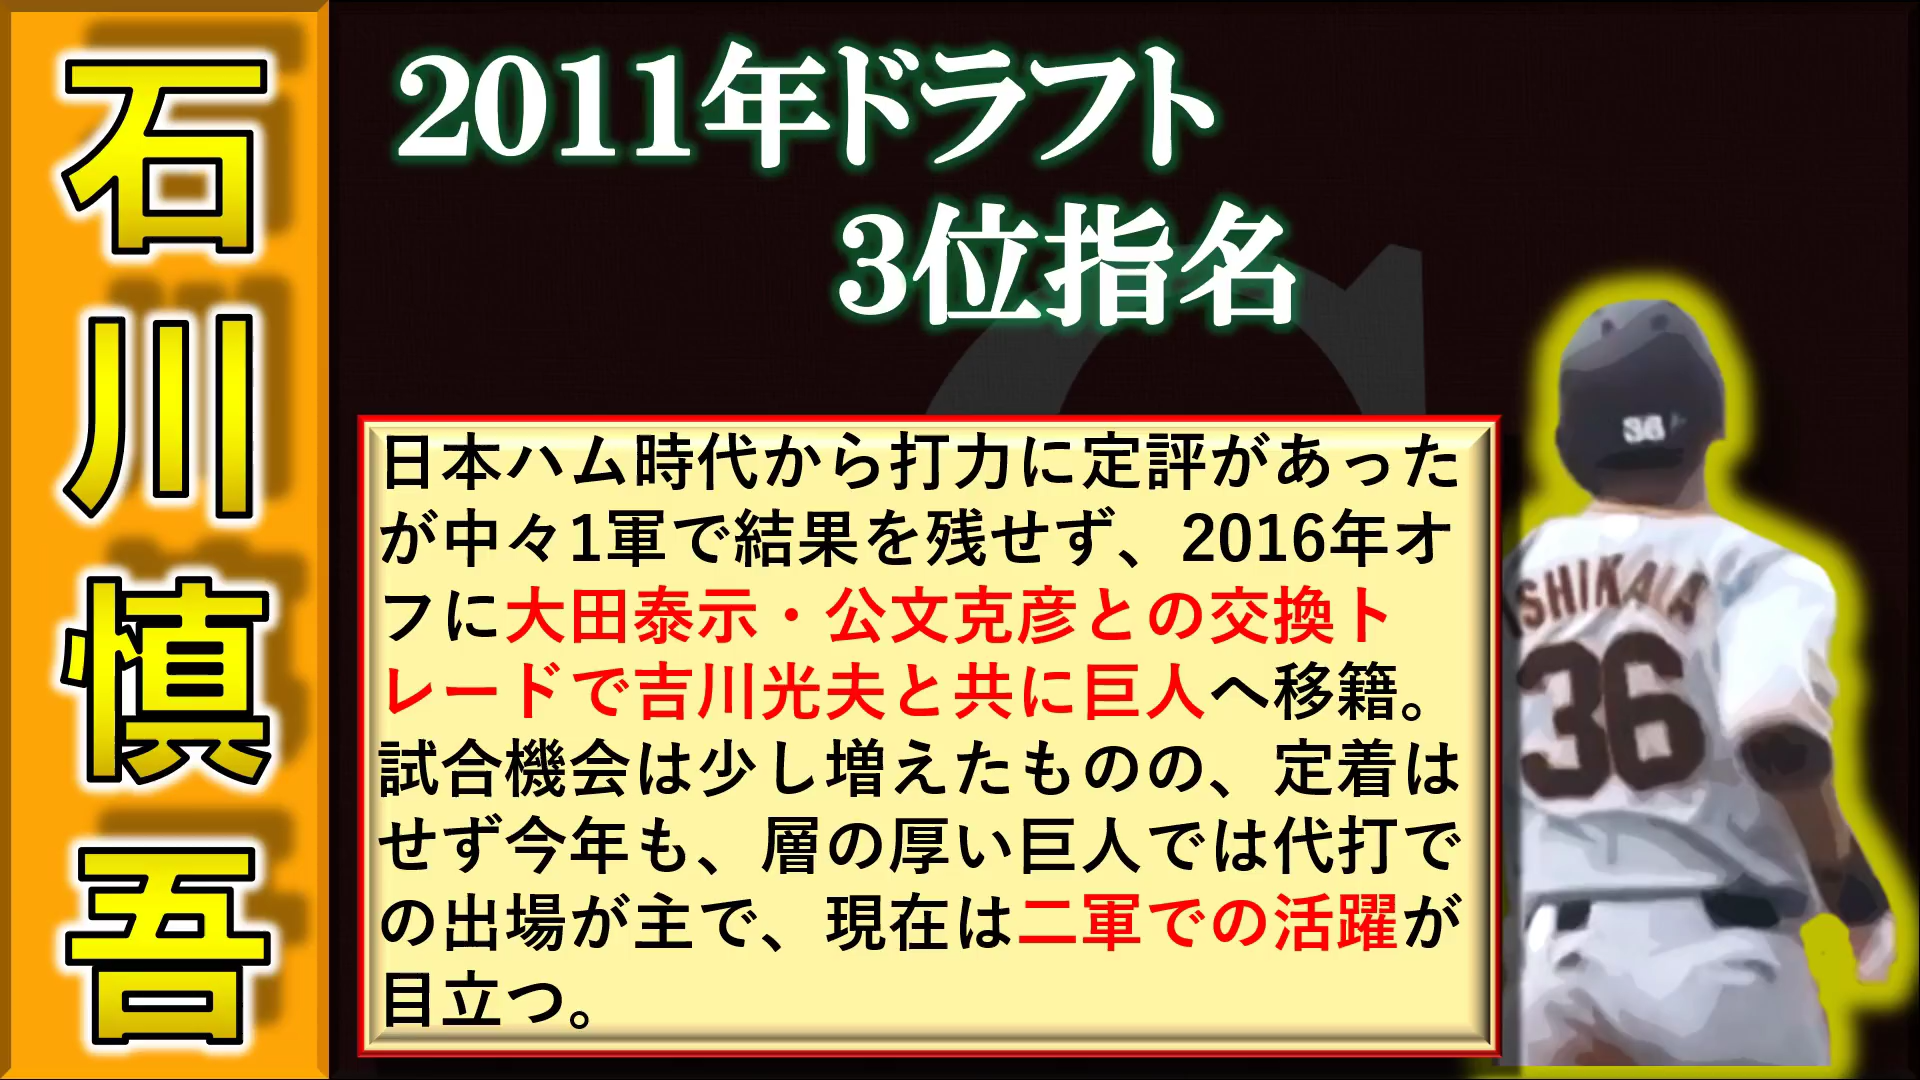 石川慎吾
2011年ドラフト
3位指名
日本ハム時代から打力に定評があった
が中々1軍で結果を残せず、2016年オ
フに大田泰示・公文克彦との交換ト
レードで吉川光夫と共に巨人へ移籍。
試合機会は少し増えたものの、定着は
せず今年も、層の厚い巨人では代打で
の出場が主で、現在は二軍での活躍が
目立つ。
36
SHIKAWA
36